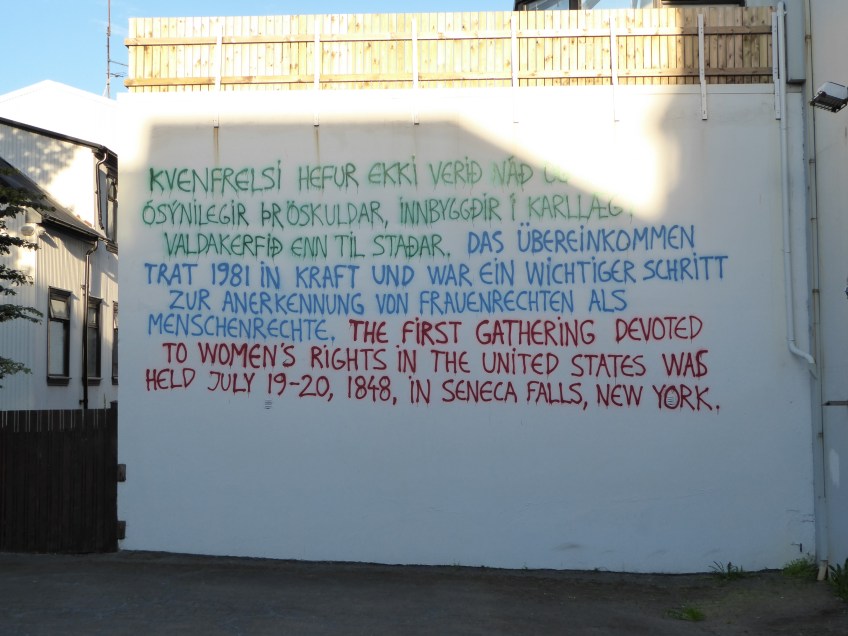 KVENFRELSI HEFUR EKKI VERIÐ NÁÐ
ÓSÝNILEGIR ÞRÖSKULDAR, INNBYGGÐIR Í KARLLÆG
VALDAKERFIÐ ENN TIL STAÐAR. DAS ÜBEREINKOMMEN
TRAT 1981 IN KRAFT UND WAR EIN WICHTIGER SCHRITT
ZUR ANERKENNUNG VON FRAUENRECHTEN ALS
MENSCHENRECHTE. THE FIRST GATHERING DEVOTED
TO WOMEN'S RIGHTS IN THE UNITED STATES WAS
HELD JULY 19-20, 1848, IN SENECA FALLS, NEW YORK.